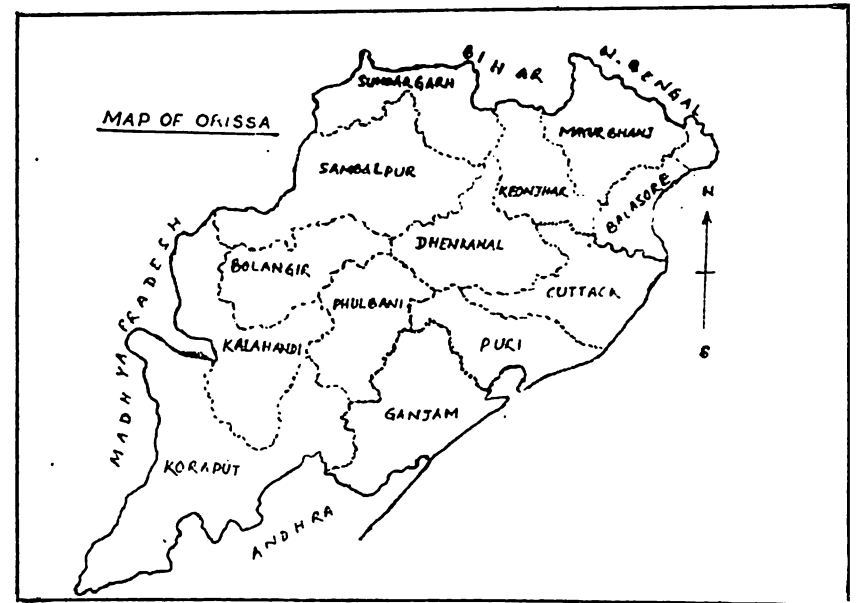 BIHAR
W. BENGAL
SUNDARGARH
MAP OF ORISSA
MAYURBHANJ
SAMBALPUR
KEONJHAR
BALASORE
N
DHENKANAL
BOLANGIR
CUTTACK
PHULBANI
MADHYA PRADESH
KALAHANDI
PURI
S
GANJAM
KORAPUT
ANDHRA